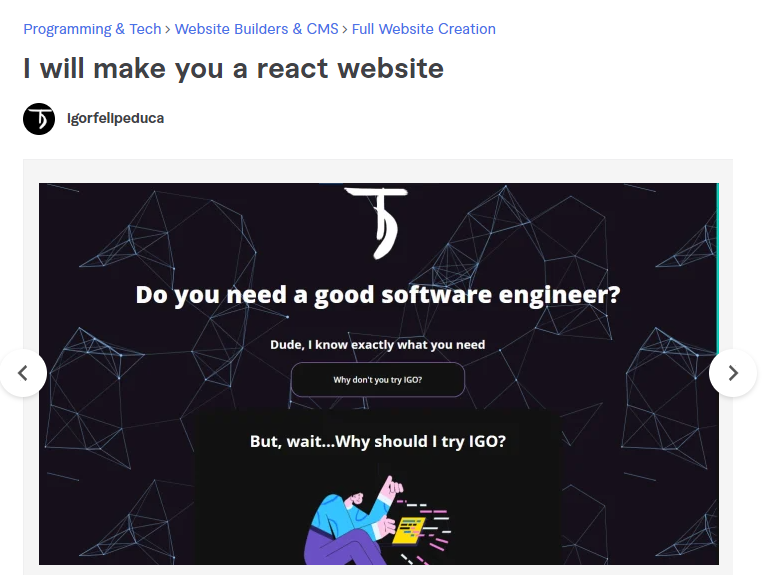 Programming & Tech > Website Builders & CMS > Full Website Creation
I will make you a react website
Igorfelipeduca
Do you need a good software engineer?
Dude, I know exactly what you need
Why don't you try IGO?
But, wait...Why should I try IGO?